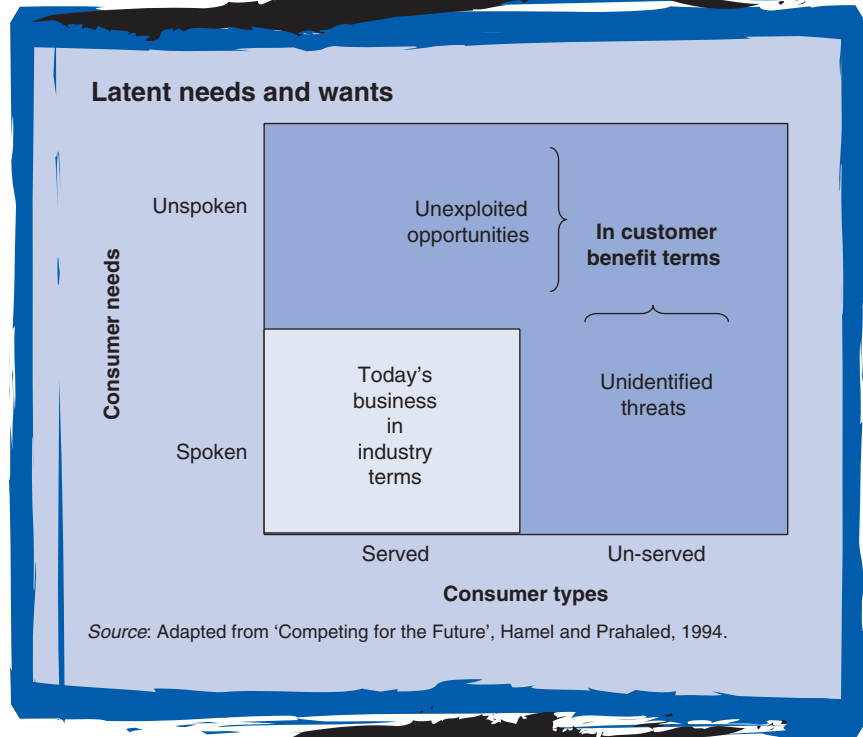 Latent needs and wants
Unspoken
Unexploited
opportunities
In customer
benefit terms
Consumer needs
Today's
business
in
industry
terms
Unidentified
threats
Spoken
Served
Un-served
Consumer types
Source: Adapted from ‘Competing for the Future’, Hamel and Prahaled, 1994.